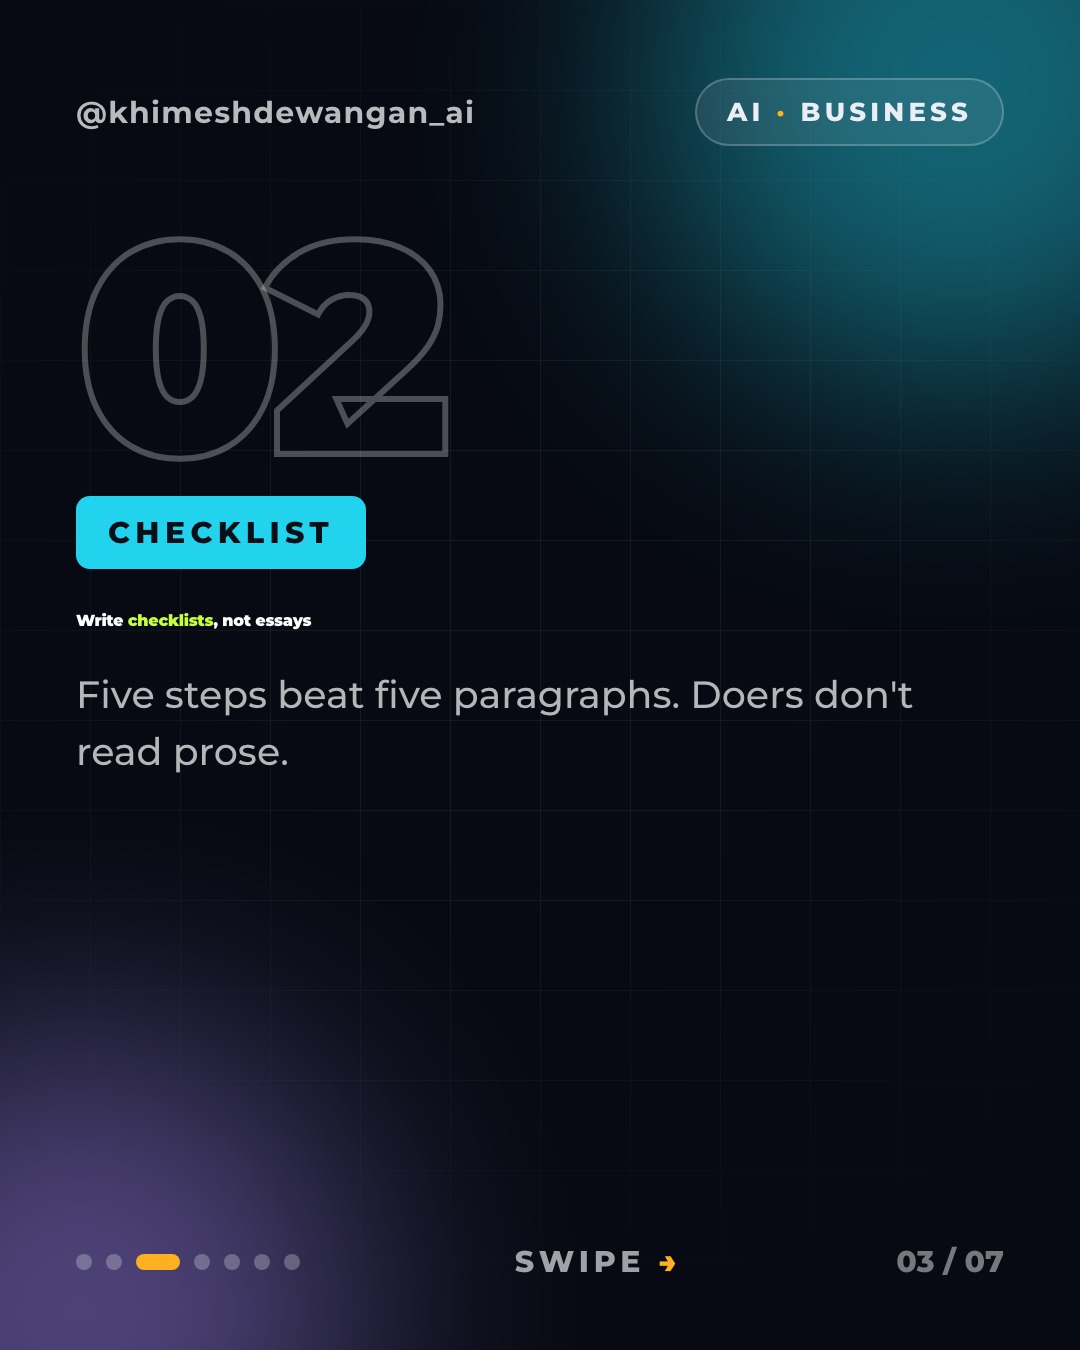 @khimeshdewangan_ai
AI · BUSINESS
02
CHECKLIST
Write checklists, not essays
Five steps beat five paragraphs. Doers don't
read prose.
SWIPE →
03 / 07